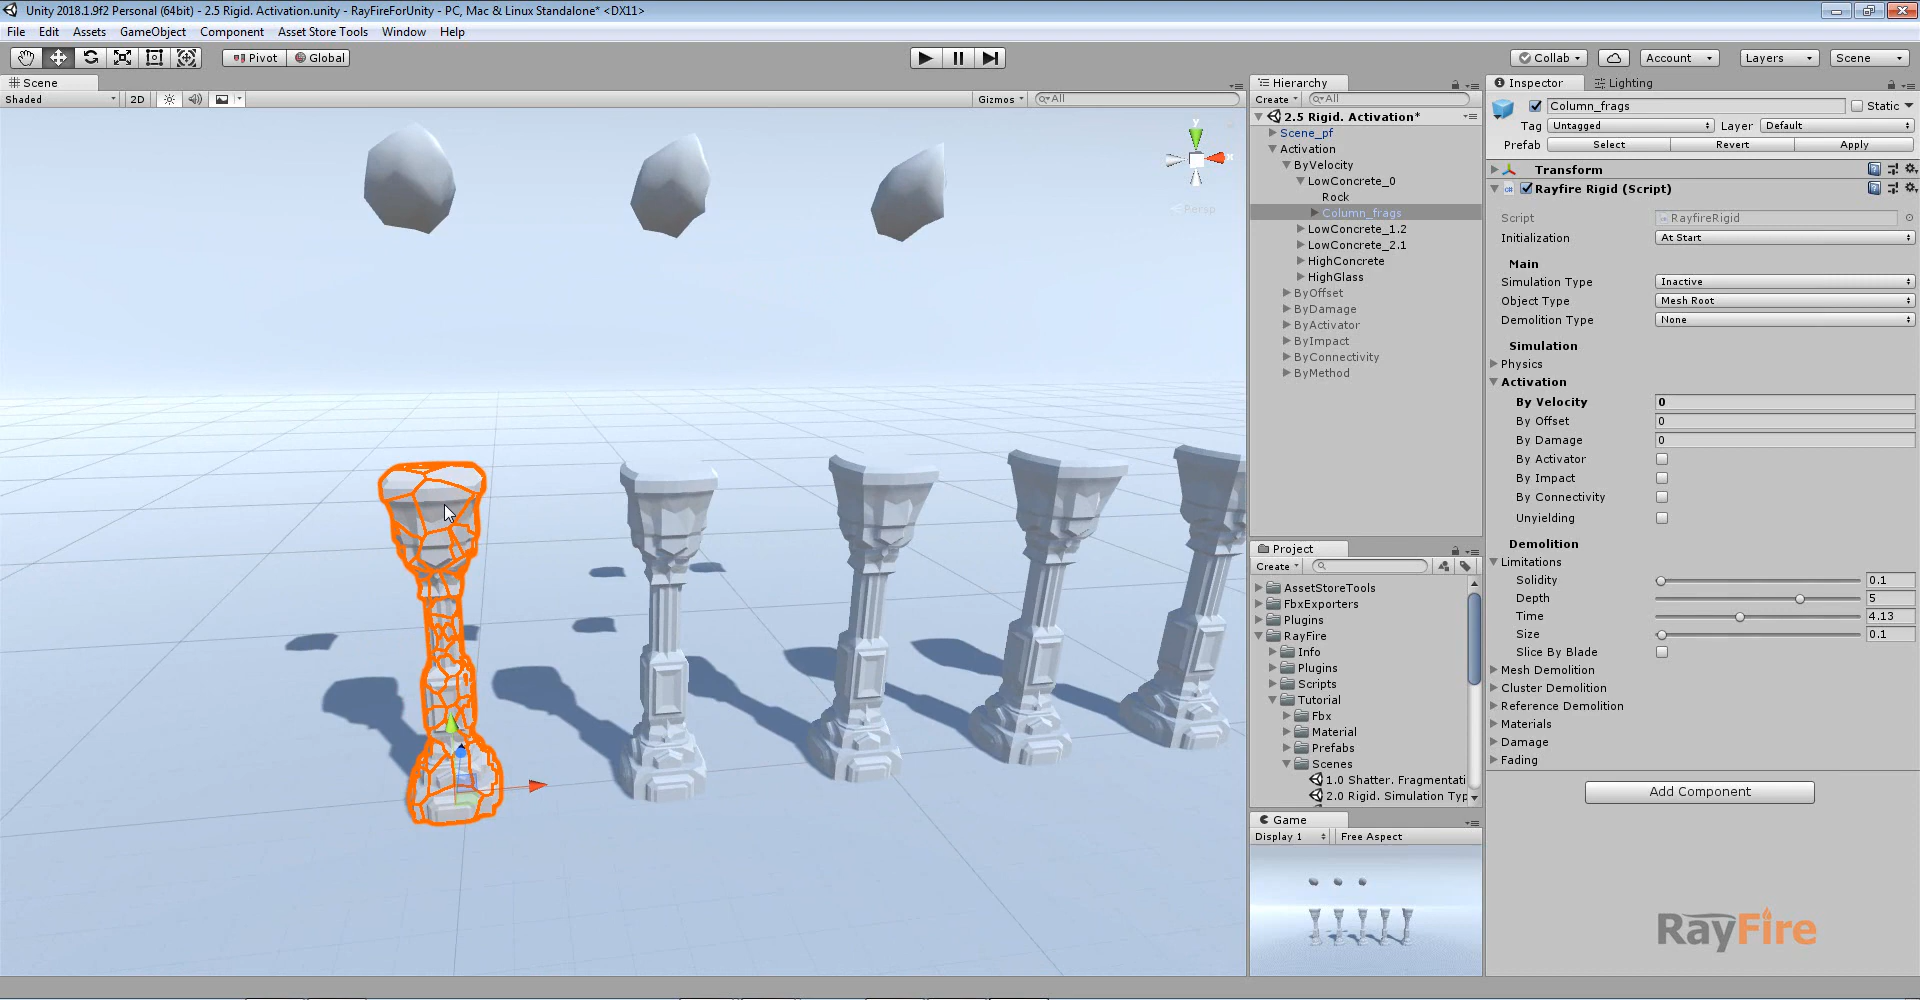 Unity 2018.1.9f2 Personal (64bit) - 2.5 Rigid. Activation.unity - RayFireForUnity - PC, Mac & Linux Standalone* <DX11>
File Edit Assets GameObject Component Asset Store Tools Window Help
Pivot Global Collab Account Layers Scene
Scene
Shaded 2D Gizmos All
y
x
Persp
Hierarchy
Create All
2.5 Rigid. Activation*
Scene_pf
Activation
ByVelocity
LowConcrete_0
Rock
Column_frags
LowConcrete_1.2
LowConcrete_2.1
HighConcrete
HighGlass
ByOffset
ByDamage
ByActivator
ByImpact
ByConnectivity
ByMethod
Project
Create
AssetStoreTools
FbxExporters
Plugins
RayFire
Info
Plugins
Scripts
Tutorial
Fbx
Material
Prefabs
Scenes
1.0 Shatter. Fragmentati
2.0 Rigid. Simulation Typ
Game
Display 1 Free Aspect
Inspector Lighting
Column_frags Static
Tag Untagged Layer Default
Prefab Select Revert Apply
Transform
Rayfire Rigid (Script)
Script RayfireRigid
Initialization At Start
Main
Simulation Type Inactive
Object Type Mesh Root
Demolition Type None
Simulation
Physics
Activation
By Velocity 0
By Offset 0
By Damage 0
By Activator
By Impact
By Connectivity
Unyielding
Demolition
Limitations
Solidity 0.1
Depth 5
Time 4.13
Size 0.1
Slice By Blade
Mesh Demolition
Cluster Demolition
Reference Demolition
Materials
Damage
Fading
Add Component
RayFire